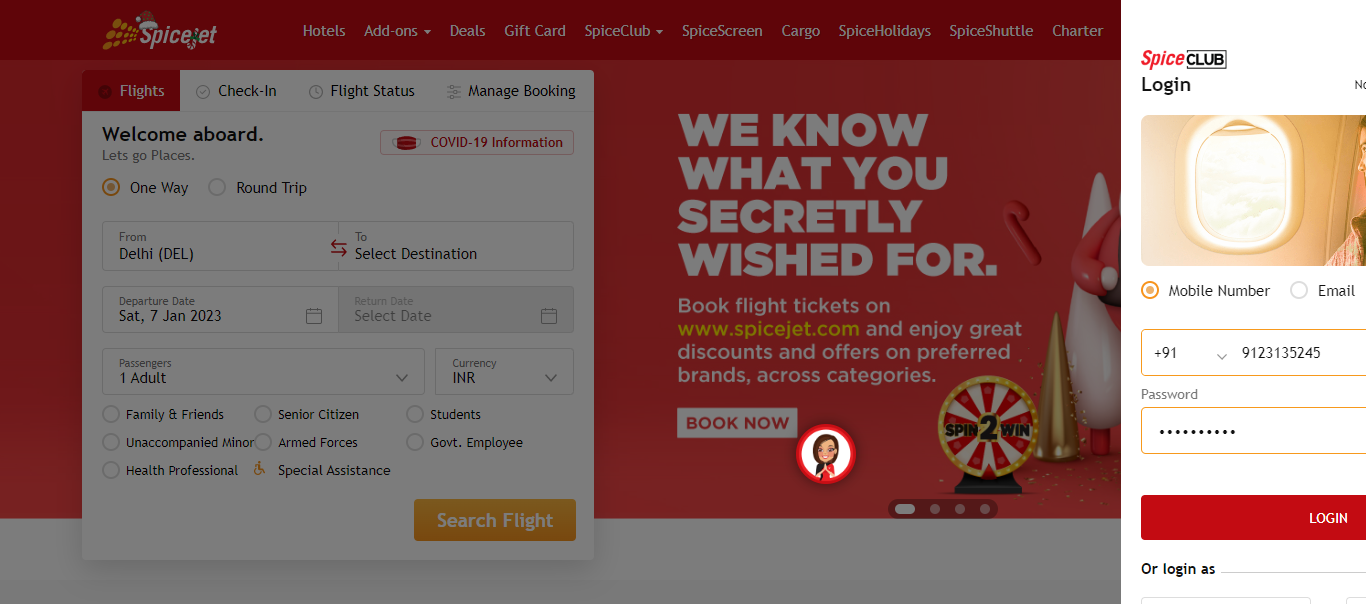 SpiceJet
Hotels Add-ons Deals Gift Card SpiceClub SpiceScreen Cargo SpiceHolidays SpiceShuttle Charter
Flights Check-In Flight Status Manage Booking
Welcome aboard.
Lets go Places.
COVID-19 Information
One Way Round Trip
From
Delhi (DEL)
To
Select Destination
Departure Date
Sat, 7 Jan 2023
Return Date
Select Date
Passengers
1 Adult
Currency
INR
Family & Friends Senior Citizen Students
Unaccompanied Minor Armed Forces Govt. Employee
Health Professional Special Assistance
Search Flight
WE KNOW
WHAT YOU
SECRETLY
WISHED FOR.
Book flight tickets on
www.spicejet.com and enjoy great
discounts and offers on preferred
brands, across categories.
BOOK NOW
SPIN 2 WIN
Spice CLUB
Login
No
Mobile Number Email
+91 9123135245
Password
••••••••••
LOGIN
Or login as